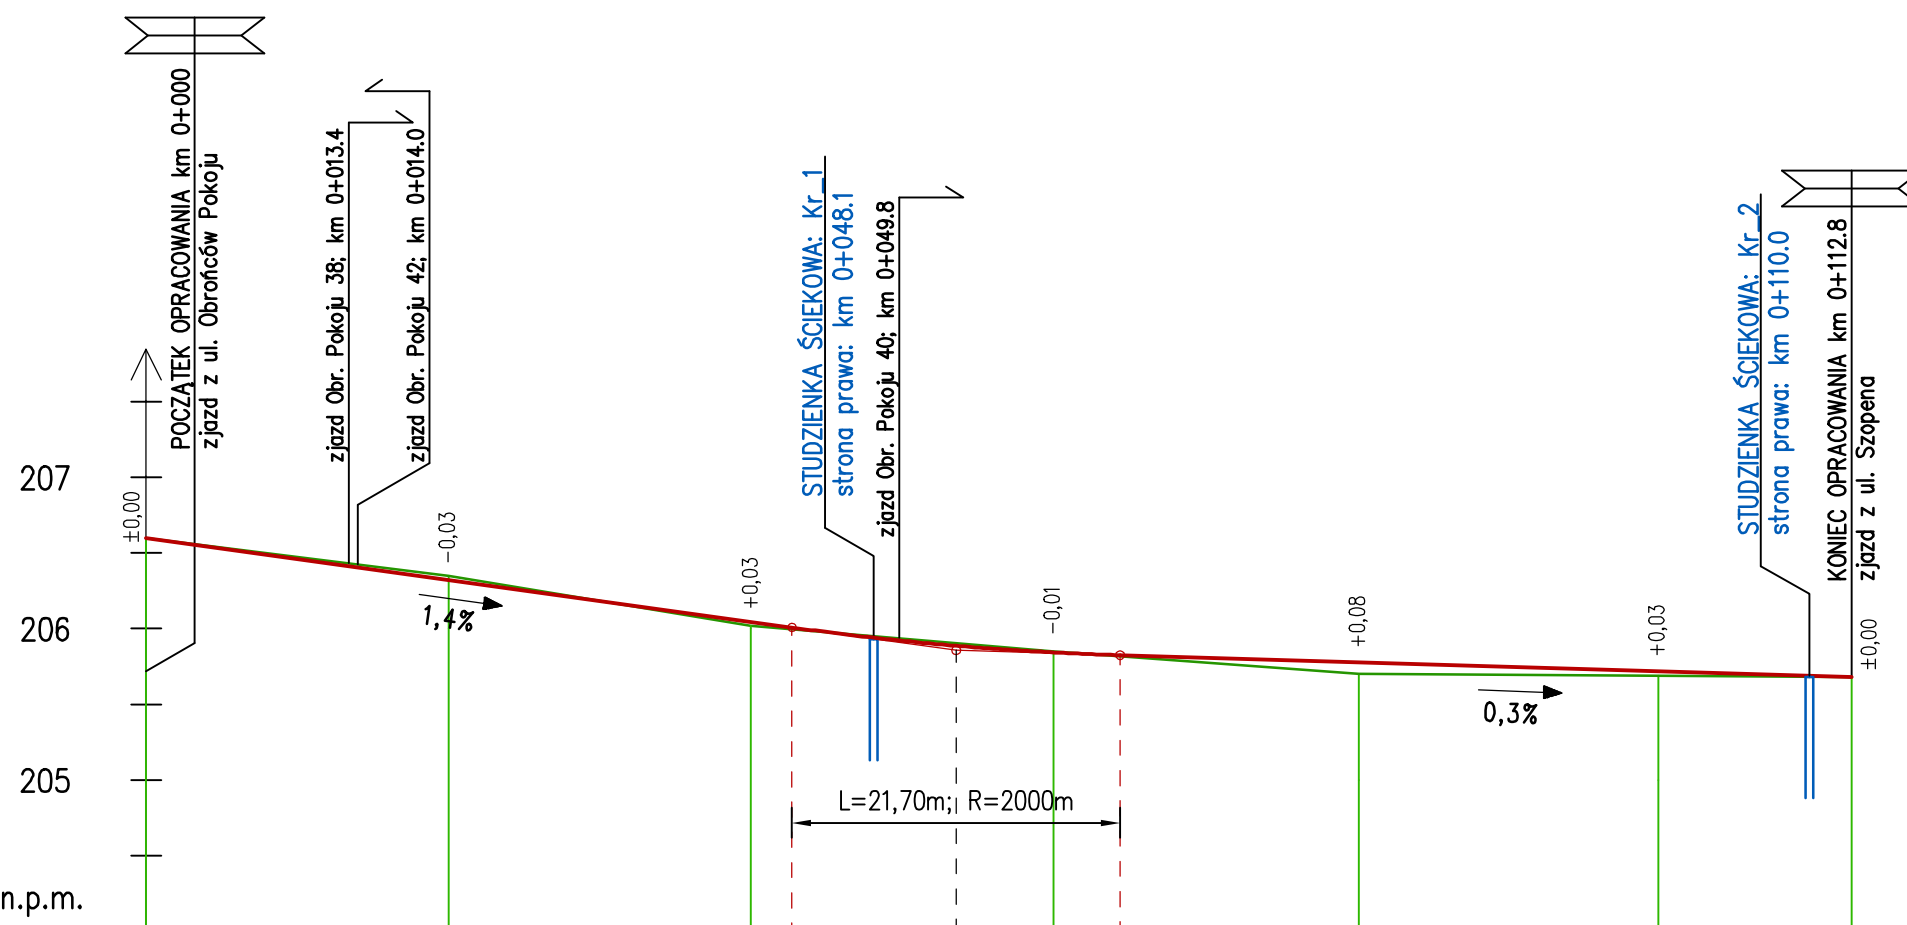 POCZĄTEK OPRACOWANIA km 0+000
zjazd z ul. Obrońców Pokoju
zjazd Obr. Pokoju 38; km 0+013.4
zjazd Obr. Pokoju 42; km 0+014.0
STUDZIENKA ŚCIEKOWA: Kr_1
strona prawa: km 0+048.1
zjazd Obr. Pokoju 40; km 0+049.8
STUDZIENKA ŚCIEKOWA: Kr_2
strona prawa: km 0+110.0
KONIEC OPRACOWANIA km 0+112.8
zjazd z ul. Szopena
207
206
205
n.p.m.
±0,00
-0,03
+0,03
-0,01
+0,08
+0,03
±0,00
1,4%
0,3%
L=21,70m; R=2000m